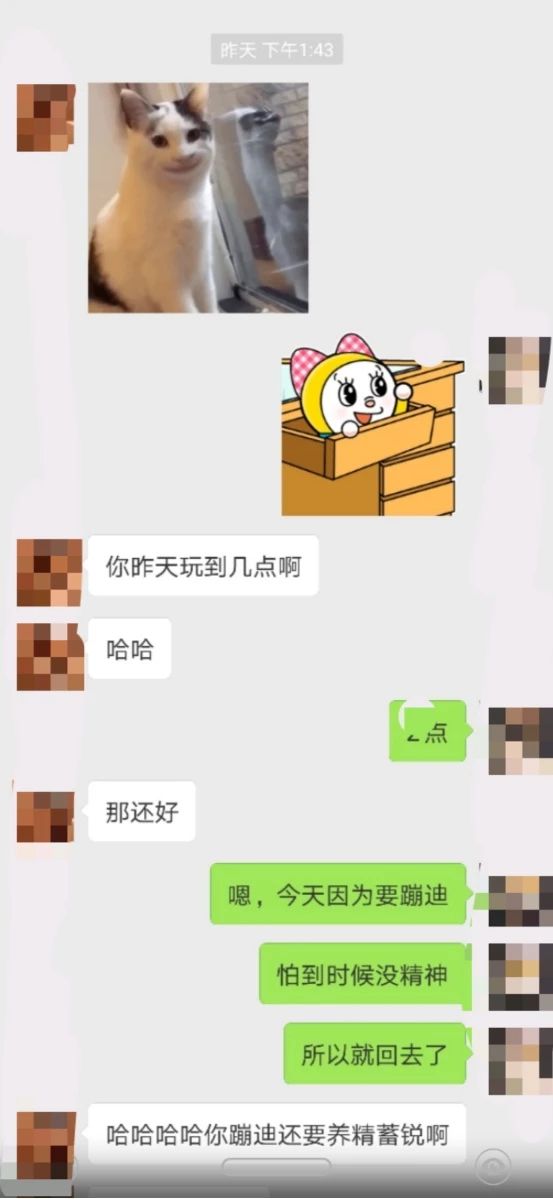 昨天 下午1:43
你昨天玩到几点啊
哈哈
点
那还好
嗯，今天因为要蹦迪
怕到时候没精神
所以就回去了
哈哈哈哈你蹦迪还要养精蓄锐啊